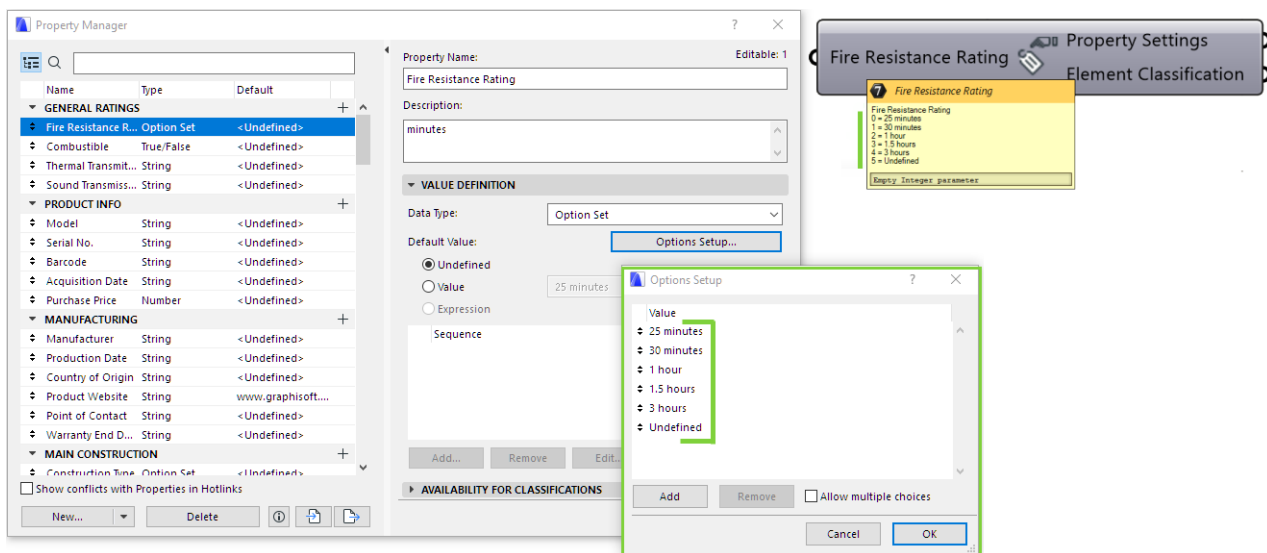 Property Manager
?
Name Type Default
GENERAL RATINGS
Fire Resistance R... Option Set <Undefined>
Combustible True/False <Undefined>
Thermal Transmit... String <Undefined>
Sound Transmiss... String <Undefined>
PRODUCT INFO
Model String <Undefined>
Serial No. String <Undefined>
Barcode String <Undefined>
Acquisition Date String <Undefined>
Purchase Price Number <Undefined>
MANUFACTURING
Manufacturer String <Undefined>
Production Date String <Undefined>
Country of Origin String <Undefined>
Product Website String www.graphisoft....
Point of Contact String <Undefined>
Warranty End D... String <Undefined>
MAIN CONSTRUCTION
Construction Type Option Set <Undefined>
Show conflicts with Properties in Hotlinks
New... Delete
Property Name: Editable: 1
Fire Resistance Rating
Description:
minutes
VALUE DEFINITION
Data Type: Option Set
Default Value: Options Setup...
Undefined
Value 25 minutes
Expression
Sequence
Add... Remove Edit..
AVAILABILITY FOR CLASSIFICATIONS
Options Setup
?
Value
25 minutes
30 minutes
1 hour
1.5 hours
3 hours
Undefined
Add Remove Allow multiple choices
Cancel OK
Fire Resistance Rating
Property Settings
Element Classification
7 Fire Resistance Rating
Fire Resistance Rating
0 = 25 minutes
1 = 30 minutes
2 = 1 hour
3 = 1.5 hours
4 = 3 hours
5 = Undefined
Empty Integer parameter